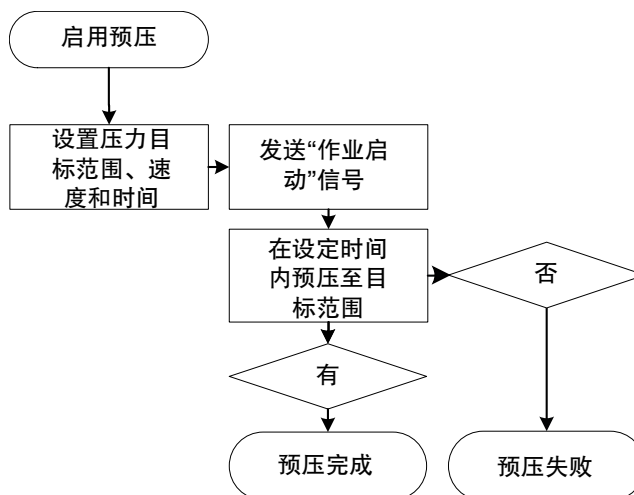 启用预压
设置压力目
标范围、速
度和时间
发送“作业启
动”信号
在设定时间
内预压至目
标范围
否
有
预压完成
预压失败